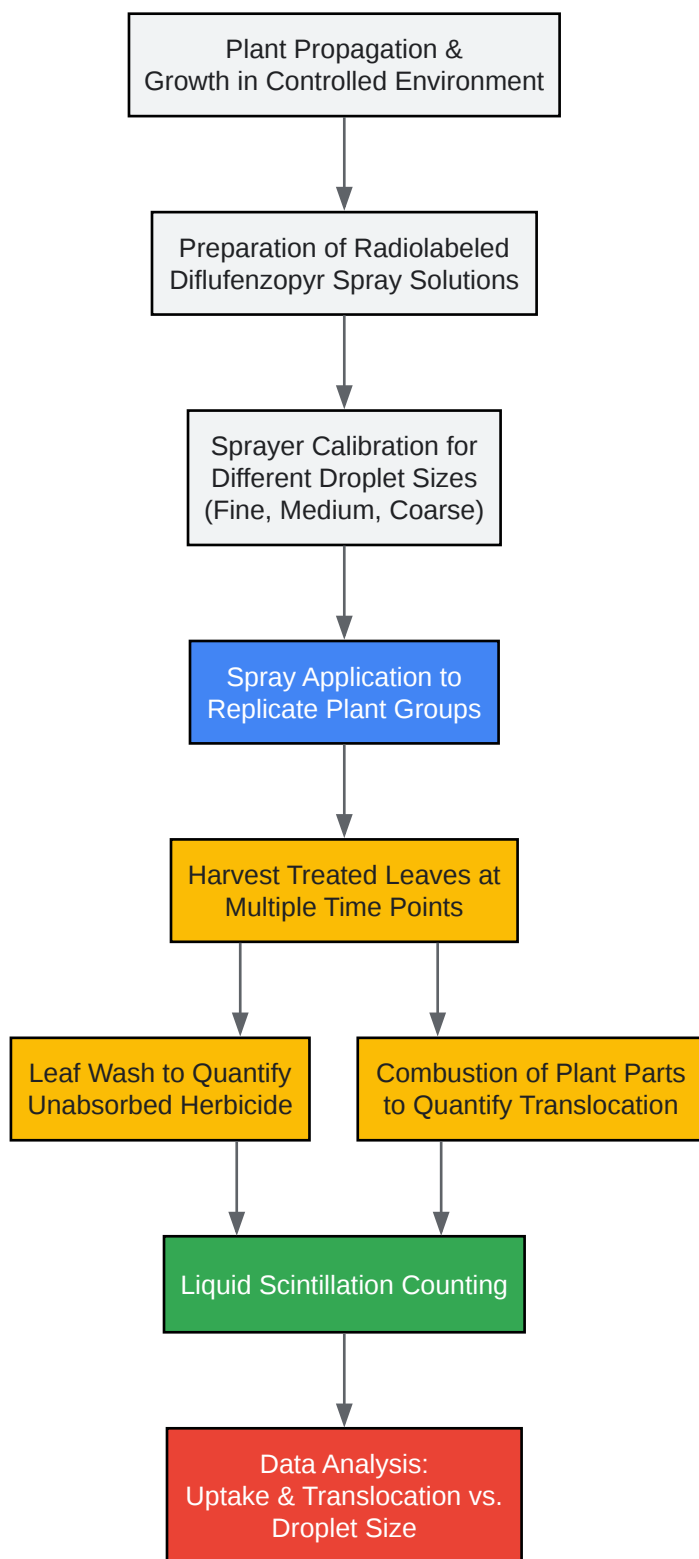 Plant Propagation &
Growth in Controlled Environment
Preparation of Radiolabeled
Diflufenzopyr Spray Solutions
Sprayer Calibration for
Different Droplet Sizes
(Fine, Medium, Coarse)
Spray Application to
Replicate Plant Groups
Harvest Treated Leaves at
Multiple Time Points
Leaf Wash to Quantify
Unabsorbed Herbicide
Combustion of Plant Parts
to Quantify Translocation
Liquid Scintillation Counting
Data Analysis:
Uptake & Translocation vs.
Droplet Size